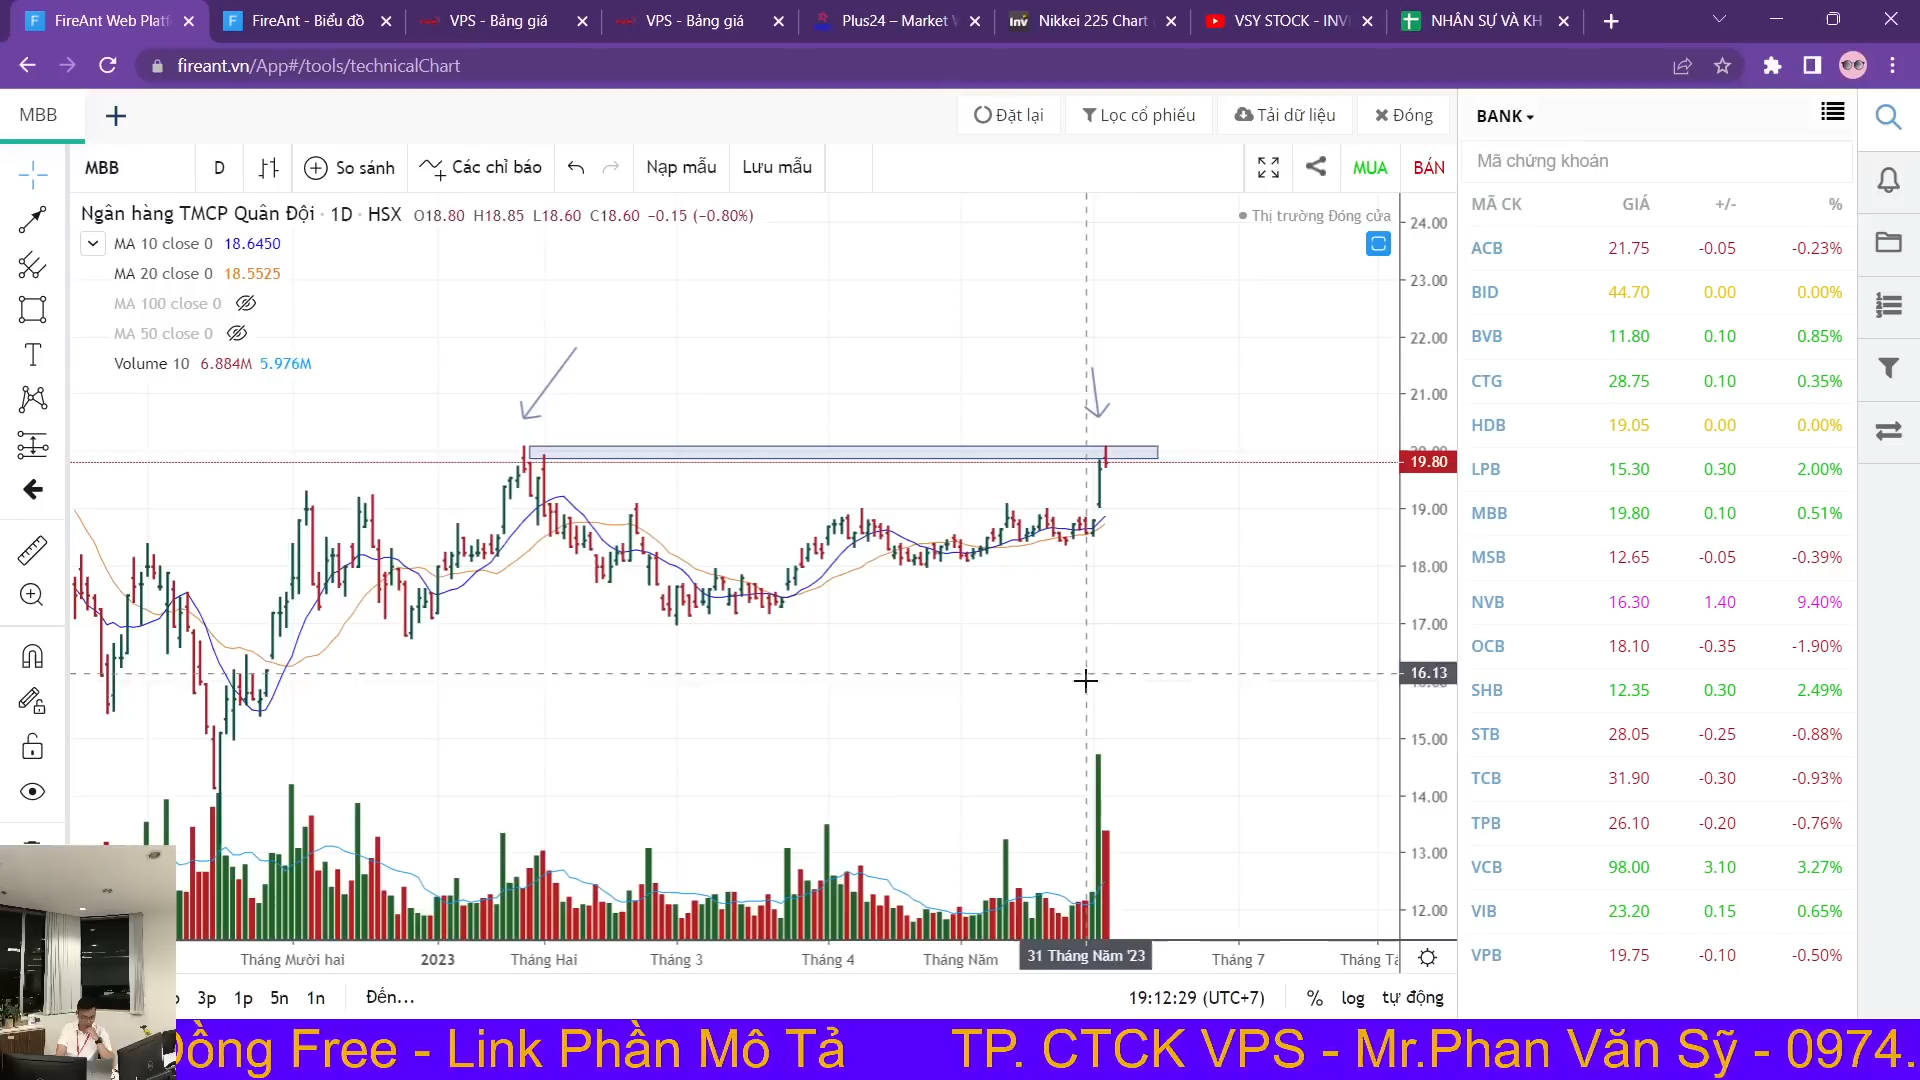 FireAnt Web Platf
FireAnt - Biểu đồ
VPS - Bảng giá
VPS - Bảng giá
Plus24 – Market
Nikkei 225 Chart
VSY STOCK - INV
NHÂN SỰ VÀ KH
fireant.vn/App#/tools/technicalChart
MBB
Đặt lại
Lọc cổ phiếu
Tải dữ liệu
Đóng
BANK
MBB
D
So sánh
Các chỉ báo
Nạp mẫu
Lưu mẫu
MUA
BÁN
Mã chứng khoán
Ngân hàng TMCP Quân Đội · 1D · HSX O18.80 H18.85 L18.60 C18.60 −0.15 (−0.80%)
Thị trường Đóng cửa
MA 10 close 0 18.6450
MA 20 close 0 18.5525
MA 100 close 0
MA 50 close 0
Volume 10 6.884M 5.976M
24.00
23.00
22.00
21.00
19.80
19.00
18.00
17.00
16.13
15.00
14.00
13.00
12.00
MÃ CK GIÁ +/- %
ACB 21.75 -0.05 -0.23%
BID 44.70 0.00 0.00%
BVB 11.80 0.10 0.85%
CTG 28.75 0.10 0.35%
HDB 19.05 0.00 0.00%
LPB 15.30 0.30 2.00%
MBB 19.80 0.10 0.51%
MSB 12.65 -0.05 -0.39%
NVB 16.30 1.40 9.40%
OCB 18.10 -0.35 -1.90%
SHB 12.35 0.30 2.49%
STB 28.05 -0.25 -0.88%
TCB 31.90 -0.30 -0.93%
TPB 26.10 -0.20 -0.76%
VCB 98.00 3.10 3.27%
VIB 23.20 0.15 0.65%
VPB 19.75 -0.10 -0.50%
Tháng Mười hai
2023
Tháng Hai
Tháng 3
Tháng 4
Tháng Năm
31 Tháng Năm '23
Tháng 7
3p 1p 5n 1n
Đến...
19:12:29 (UTC+7)
% log tự động
Đồng Free - Link Phần Mô Tả
TP. CTCK VPS - Mr.Phan Văn Sỹ - 0974.